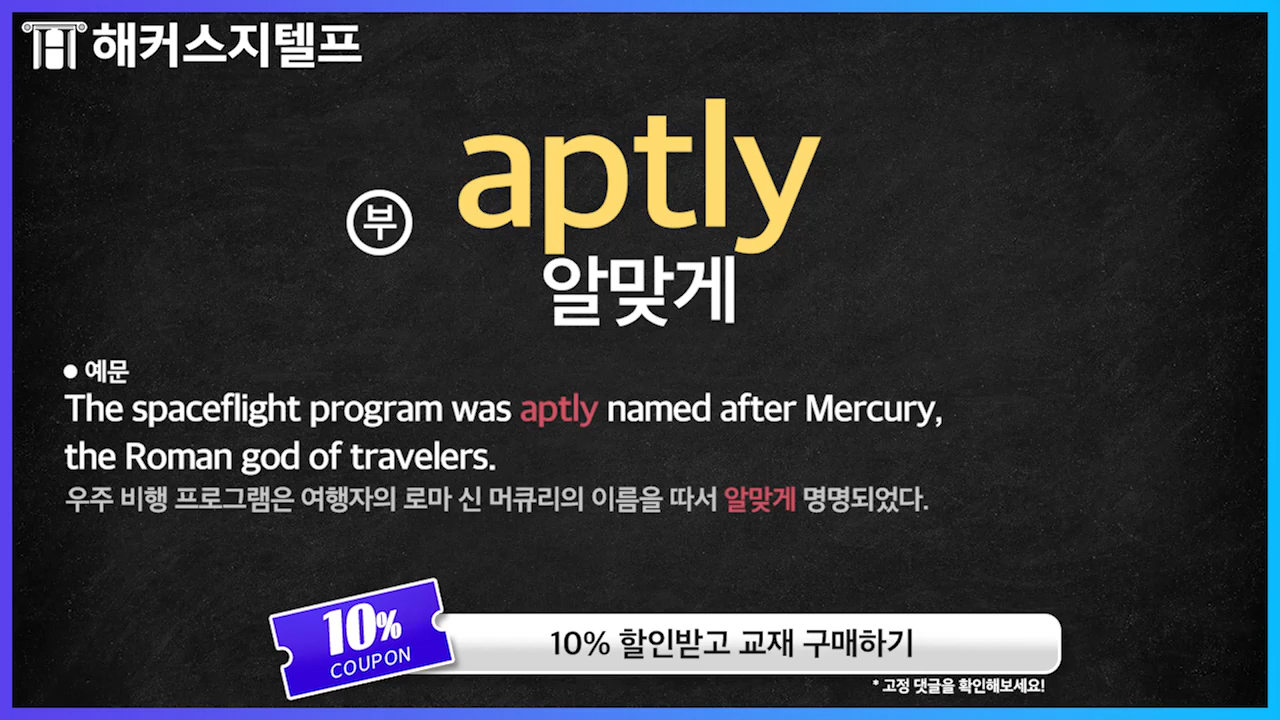 해커스지텔프
aptly
부
알맞게
● 예문
The spaceflight program was aptly named after Mercury,
the Roman god of travelers.
우주 비행 프로그램은 여행자의 로마 신 머큐리의 이름을 따서 알맞게 명명되었다.
10%
COUPON
10% 할인받고 교재 구매하기
* 고정 댓글을 확인해보세요!